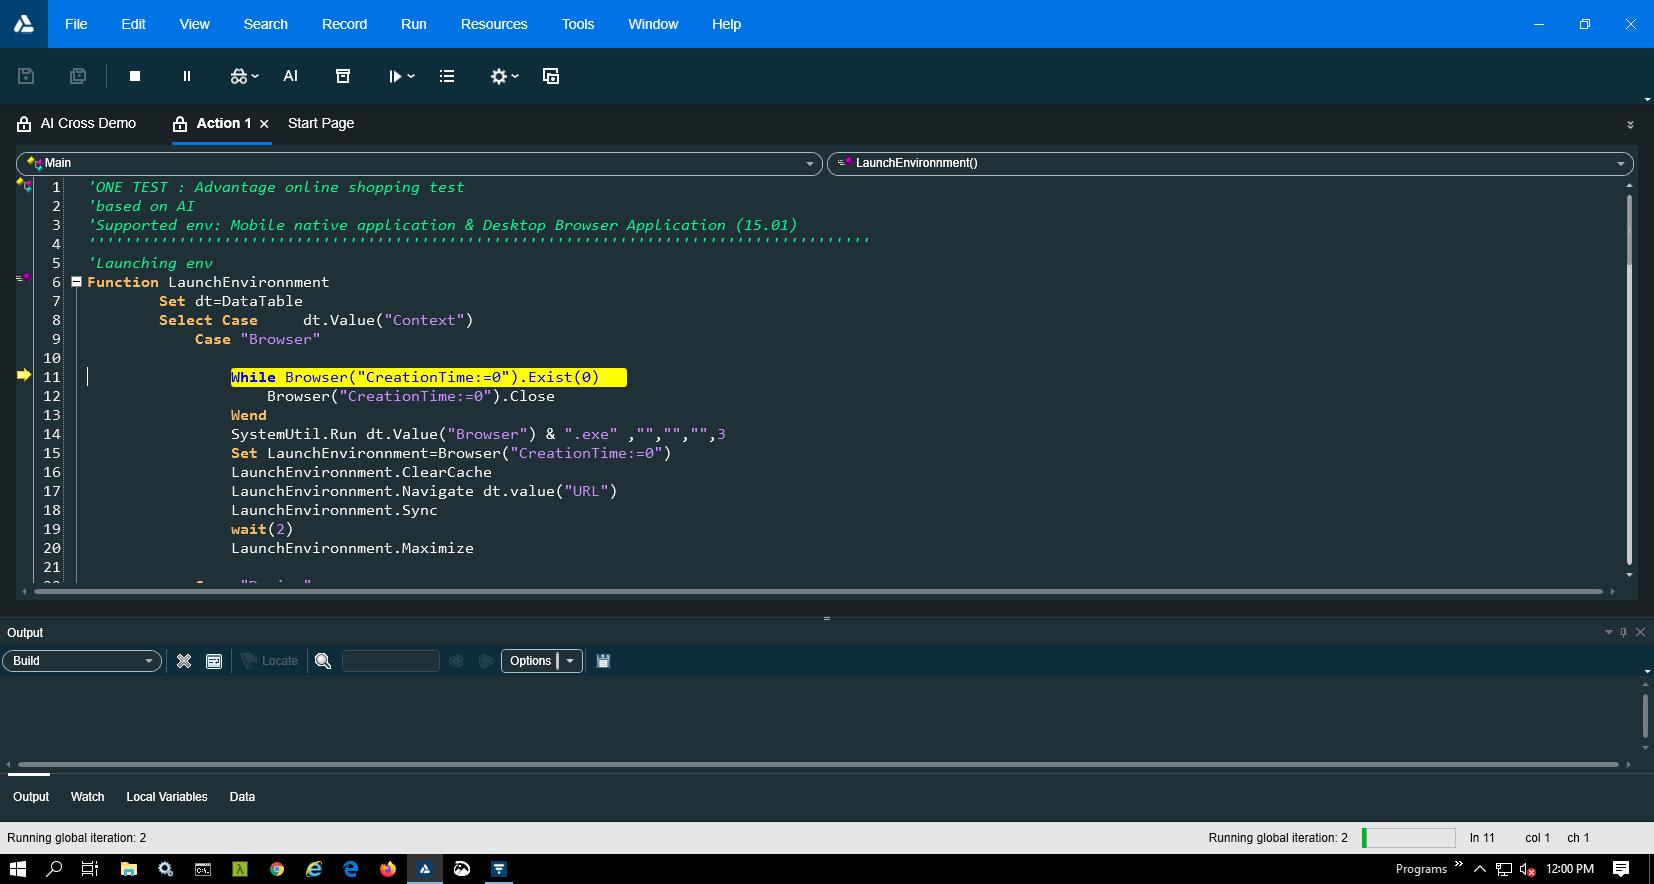 File Edit View Search Record Run Resources Tools Window Help
AI
AI Cross Demo Action 1 × Start Page
Main LaunchEnvironnment()
1 'ONE TEST : Advantage online shopping test
2 'based on AI
3 'Supported env: Mobile native application & Desktop Browser Application (15.01)
4 '''''''''''''''''''''''''''''''''''''''''''''''''''''''''''''''''''''''''''''''''''''''
5 'Launching env
6 Function LaunchEnvironnment
7 Set dt=DataTable
8 Select Case dt.Value("Context")
9 Case "Browser"
10
11 While Browser("CreationTime:=0").Exist(0)
12 Browser("CreationTime:=0").Close
13 Wend
14 SystemUtil.Run dt.Value("Browser") & ".exe" ,"","","",3
15 Set LaunchEnvironnment=Browser("CreationTime:=0")
16 LaunchEnvironnment.ClearCache
17 LaunchEnvironnment.Navigate dt.value("URL")
18 LaunchEnvironnment.Sync
19 wait(2)
20 LaunchEnvironnment.Maximize
21
Output
Build Locate Options
Output Watch Local Variables Data
Running global iteration: 2 Running global iteration: 2 ln 11 col 1 ch 1
Programs » 12:00 PM